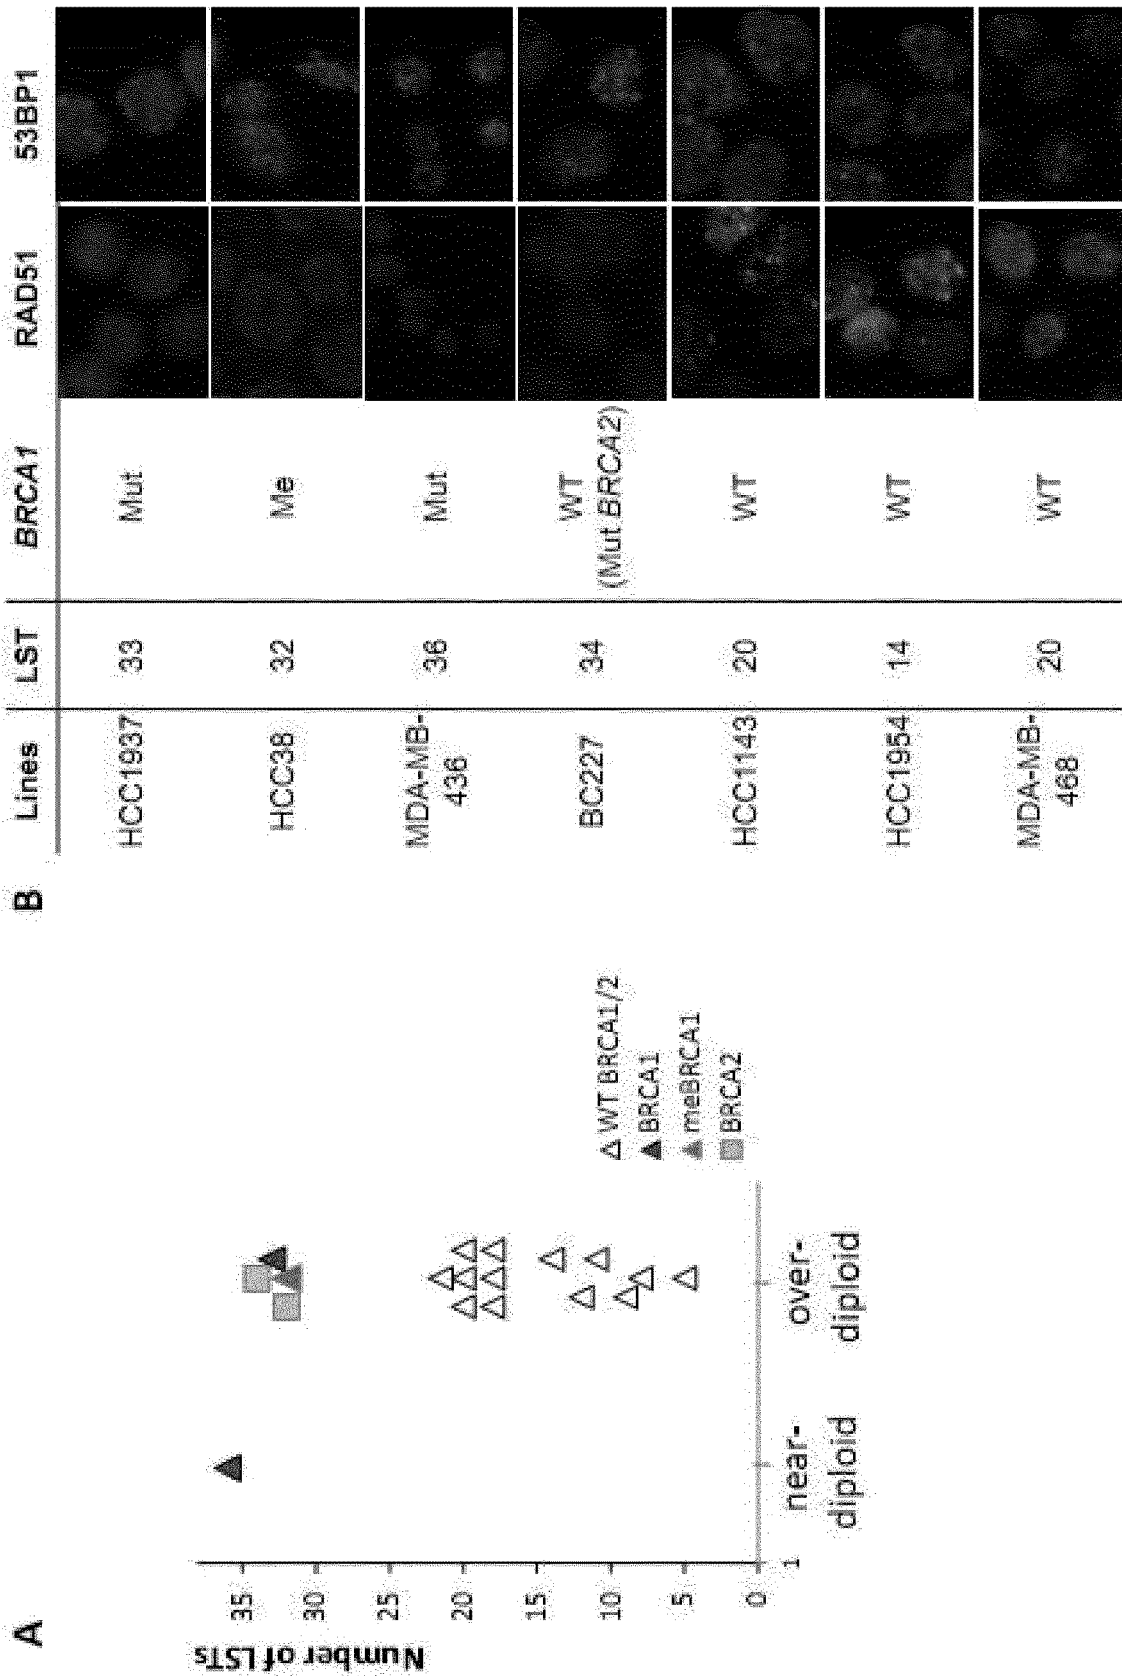 A
Number of LSTs
35
30
25
20
15
10
5
0
1
near-
diploid
over-
diploid
WT BRCA1/2
BRCA1
meBRCA1
BRCA2
B
Lines LST BRCA1 RAD51 53BP1
HCC1937 33 Mut
HCC38 32 Me
MDA-MB-
436 36 Mut
BC227 34 WT
(Mut BRCA2)
HCC1143 20 WT
HCC1954 14 WT
MDA-MB-
468 20 WT